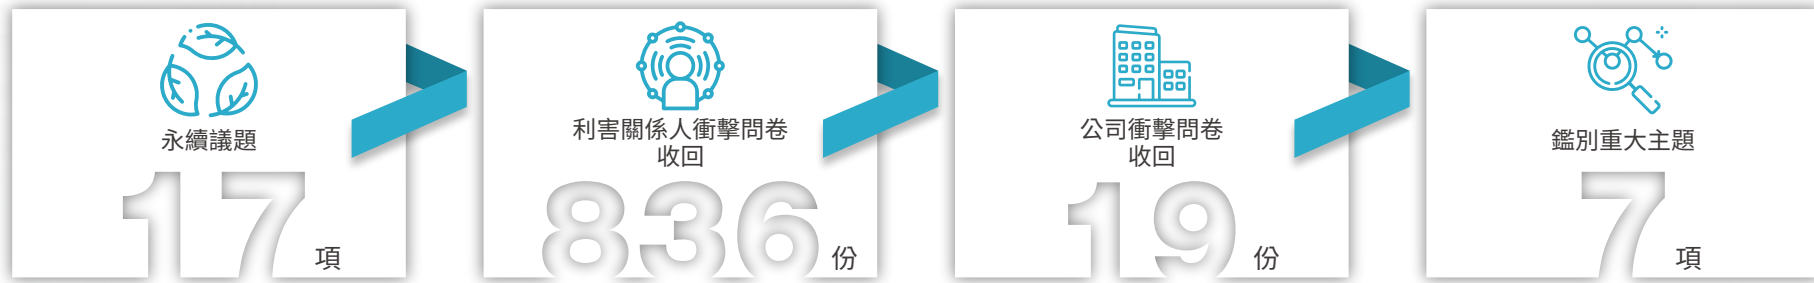 永續議題
17 項
利害關係人衝擊問卷
收回
836 份
公司衝擊問卷
收回
19 份
鑑別重大主題
7 項